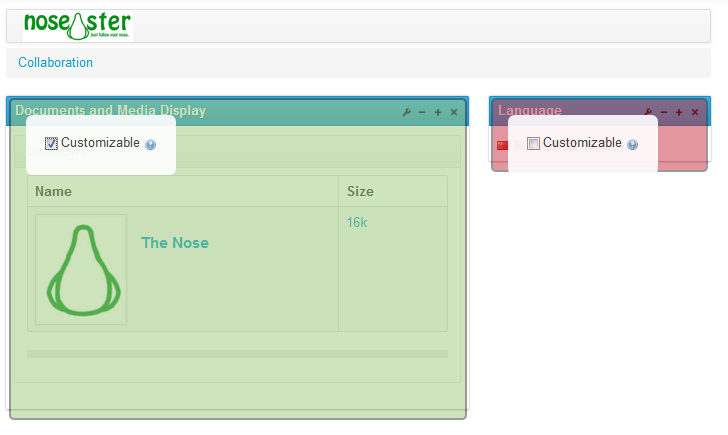 nosester
Just follow your nose.
Collaboration
Documents and Media Display
Customizable
Name Size
The Nose 16k
Language
Customizable